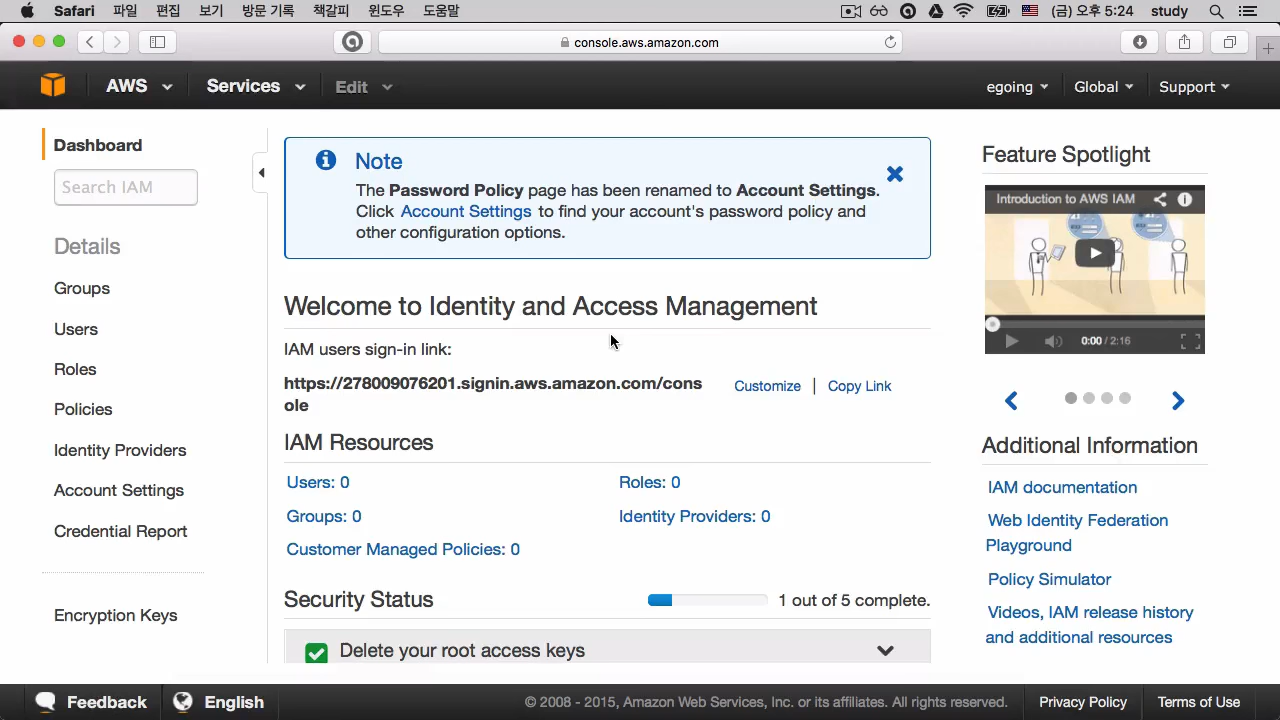 Safari 파일 편집 보기 방문 기록 책갈피 윈도우 도움말 (금) 오후 5:24 study
console.aws.amazon.com
AWS Services Edit egoing Global Support
Dashboard
Search IAM
Details
Groups
Users
Roles
Policies
Identity Providers
Account Settings
Credential Report
Encryption Keys
Note
The Password Policy page has been renamed to Account Settings.
Click Account Settings to find your account's password policy and
other configuration options.
Welcome to Identity and Access Management
IAM users sign-in link:
https://278009076201.signin.aws.amazon.com/cons
ole
Customize | Copy Link
IAM Resources
Users: 0 Roles: 0
Groups: 0 Identity Providers: 0
Customer Managed Policies: 0
Security Status 1 out of 5 complete.
Delete your root access keys
Feature Spotlight
Introduction to AWS IAM
0:00 / 2:16
Additional Information
IAM documentation
Web Identity Federation
Playground
Policy Simulator
Videos, IAM release history
and additional resources
Feedback English © 2008 - 2015, Amazon Web Services, Inc. or its affiliates. All rights reserved. Privacy Policy Terms of Use